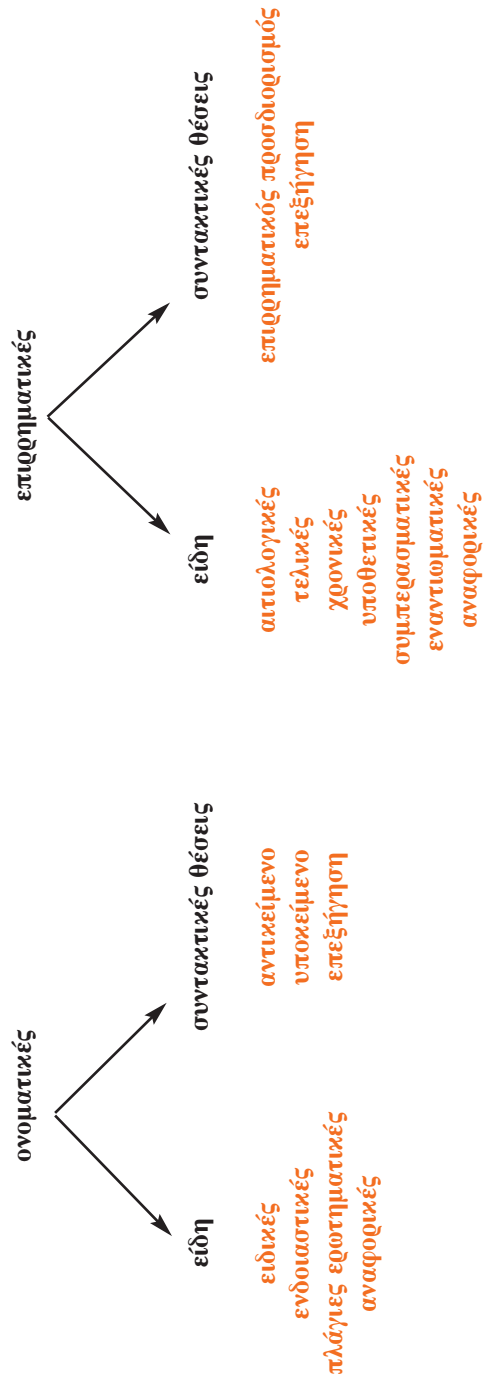 ονοματικές
είδη
ειδικές
ενδοιαστικές
πλάγιες ερωτηματικές
αναφορικές
συντακτικές θέσεις
αντικείμενο
υποκείμενο
επεξήγηση
επιρρηματικές
είδη
αιτιολογικές
τελικές
χρονικές
υποθετικές
συμπερασματικές
εναντιωματικές
αναφορικές
συντακτικές θέσεις
επιρρηματικός προσδιορισμός
επεξήγηση